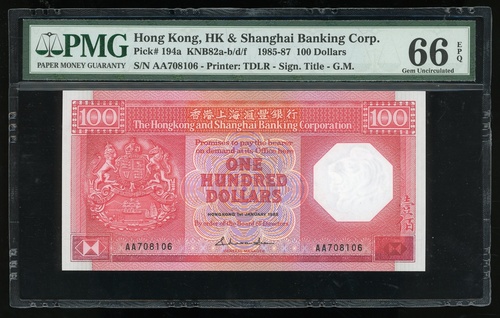 PMG
PAPER MONEY GUARANTY
Hong Kong, HK & Shanghai Banking Corp.
Pick# 194a KNB82a-b/d/f 1985-87 100 Dollars
S/N AA708106 - Printer: TDLR - Sign. Title - G.M.
66 EPQ
Gem Uncirculated
100
香港上海滙豐銀行
100
The Hongkong and Shanghai Banking Corporation
Promises to pay the bearer
on demand at its Office here
ONE
HUNDRED
DOLLARS
HONGKONG 1ST JANUARY 1985
By order of the Board of Directors
AA708106
AA708106